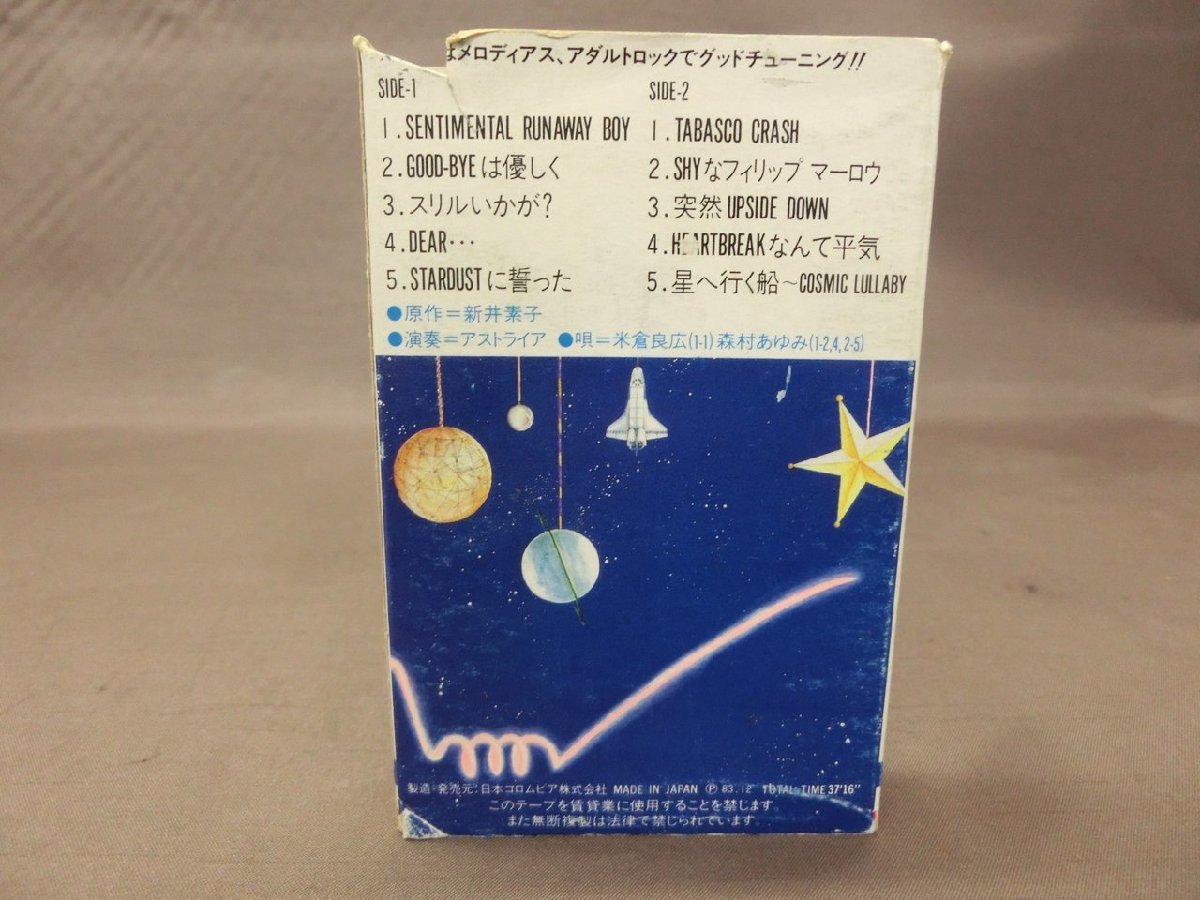 はメロディアス、アダルトロックでグッドチューニング!!
SIDE-1
1.SENTIMENTAL RUNAWAY BOY
2.GOOD-BYEは優しく
3.スリルいかが?
4.DEAR…
5.STARDUSTに誓った
SIDE-2
1.TABASCO CRASH
2.SHYなフィリップ マーロウ
3.突然UPSIDE DOWN
4.HEARTBREAKなんて平気
5.星へ行く船～COSMIC LULLABY
●原作=新井素子
●演奏=アストライア ●唄=米倉良広(1-1)森村あゆみ(1-2,4, 2-5)
製造・発売元:日本コロムビア株式会社 MADE IN JAPAN Ⓟ83.12 TOTAL-TIME 37'16"
このテープを賃貸業に使用することを禁じます。
また無断複製は法律で禁じられています。